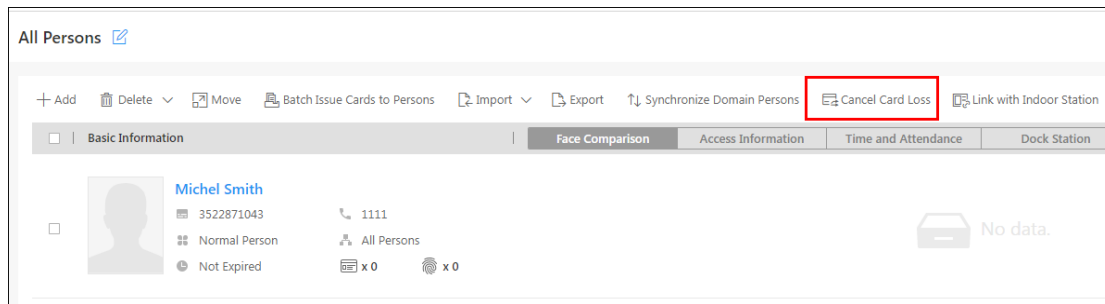 All Persons
Add Delete Move Batch Issue Cards to Persons Import Export Synchronize Domain Persons Cancel Card Loss Link with Indoor Station
Basic Information Face Comparison Access Information Time and Attendance Dock Station
Michel Smith
3522871043 1111
Normal Person All Persons
No data.
Not Expired x 0 x 0